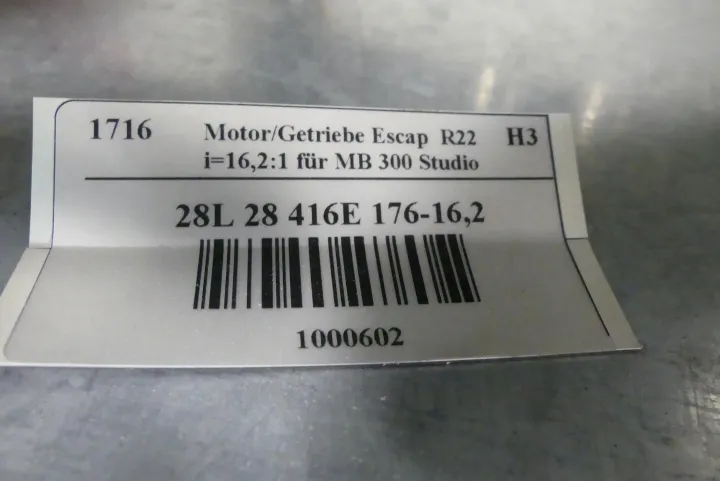 1716 Motor/Getriebe Escap R22 H3
i=16,2:1 für MB 300 Studio
28L 28 416E 176-16,2
1000602